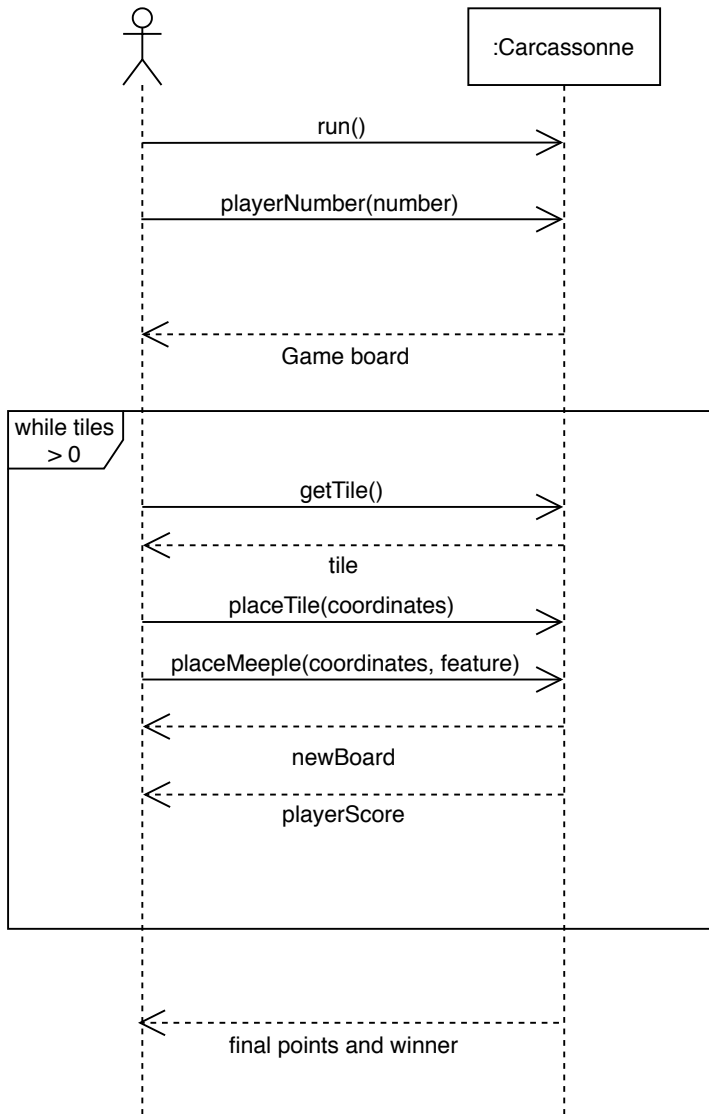 :Carcassonne
run()
playerNumber(number)
Game board
while tiles
> 0
getTile()
tile
placeTile(coordinates)
placeMeeple(coordinates, feature)
newBoard
playerScore
final points and winner